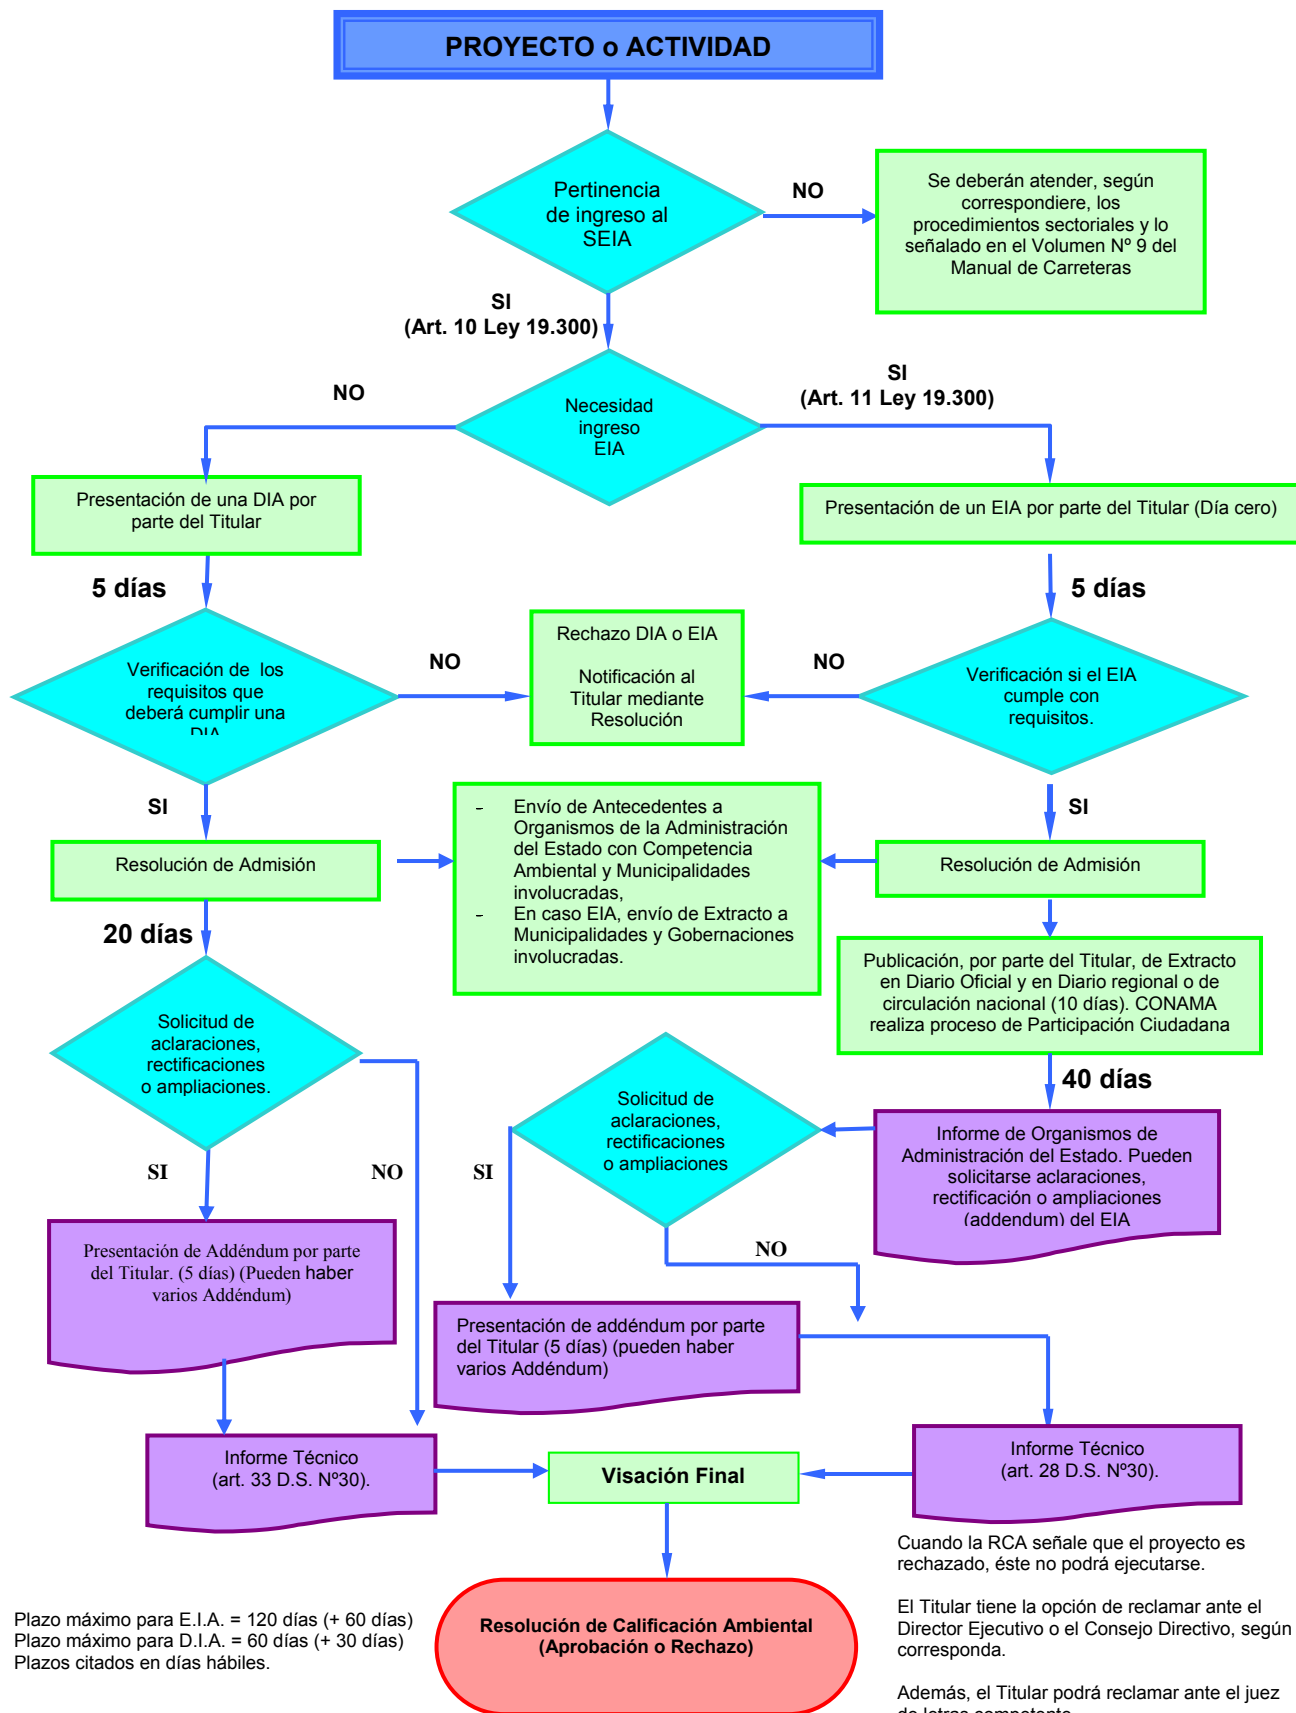 PROYECTO o ACTIVIDAD
Pertinencia
de ingreso al
SEIA
NO
Se deberán atender, según
correspondiere, los
procedimientos sectoriales y lo
señalado en el Volumen Nº 9 del
Manual de Carreteras
SI
(Art. 10 Ley 19.300)
NO
Necesidad
ingreso
EIA
SI
(Art. 11 Ley 19.300)
Presentación de una DIA por
parte del Titular
Presentación de un EIA por parte del Titular (Día cero)
5 días
5 días
Verificación de los
requisitos que
deberá cumplir una
DIA
NO
Rechazo DIA o EIA
Notificación al
Titular mediante
Resolución
NO
Verificación si el EIA
cumple con
requisitos.
SI
SI
Resolución de Admisión
- Envío de Antecedentes a
Organismos de la Administración
del Estado con Competencia
Ambiental y Municipalidades
involucradas,
- En caso EIA, envío de Extracto a
Municipalidades y Gobernaciones
involucradas.
Resolución de Admisión
20 días
Publicación, por parte del Titular, de Extracto
en Diario Oficial y en Diario regional o de
circulación nacional (10 días). CONAMA
realiza proceso de Participación Ciudadana
Solicitud de
aclaraciones,
rectificaciones
o ampliaciones.
40 días
Solicitud de
aclaraciones,
rectificaciones
o ampliaciones
Informe de Organismos de
Administración del Estado. Pueden
solicitarse aclaraciones,
rectificación o ampliaciones
(addendum) del EIA
SI
NO
SI
NO
Presentación de Addéndum por parte
del Titular. (5 días) (Pueden haber
varios Addéndum)
Presentación de addéndum por parte
del Titular (5 días) (pueden haber
varios Addéndum)
Informe Técnico
(art. 33 D.S. Nº30).
Visación Final
Informe Técnico
(art. 28 D.S. Nº30).
Resolución de Calificación Ambiental
(Aprobación o Rechazo)
Plazo máximo para E.I.A. = 120 días (+ 60 días)
Plazo máximo para D.I.A. = 60 días (+ 30 días)
Plazos citados en días hábiles.
Cuando la RCA señale que el proyecto es
rechazado, éste no podrá ejecutarse.
El Titular tiene la opción de reclamar ante el
Director Ejecutivo o el Consejo Directivo, según
corresponda.
Además, el Titular podrá reclamar ante el juez
de letras competente